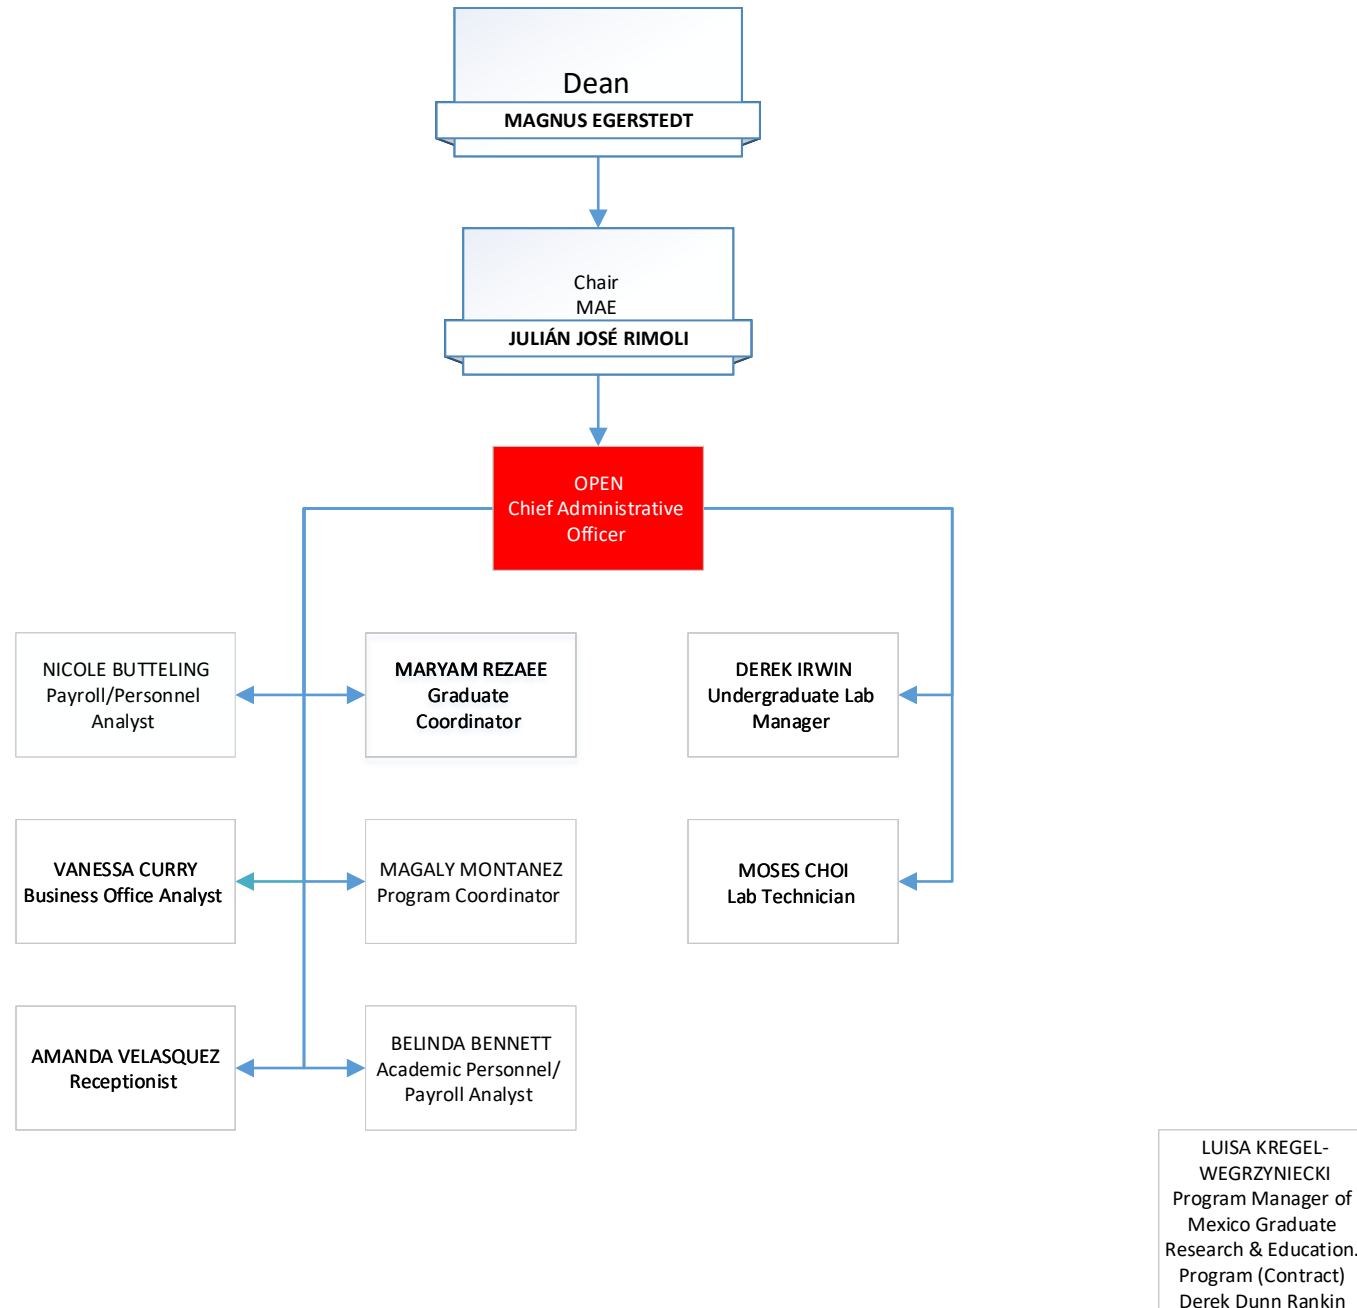 Dean
MAGNUS EGERSTEDT
Chair
MAE
JULIÁN JOSÉ RIMOLI
OPEN
Chief Administrative
Officer
NICOLE BUTTELING
Payroll/Personnel
Analyst
MARYAM REZAEE
Graduate
Coordinator
DEREK IRWIN
Undergraduate Lab
Manager
VANESSA CURRY
Business Office Analyst
MAGALY MONTANEZ
Program Coordinator
MOSES CHOI
Lab Technician
AMANDA VELASQUEZ
Receptionist
BELINDA BENNETT
Academic Personnel/
Payroll Analyst
LUISA KREGEL-
WEGRZYNIECKI
Program Manager of
Mexico Graduate
Research & Education.
Program (Contract)
Derek Dunn Rankin